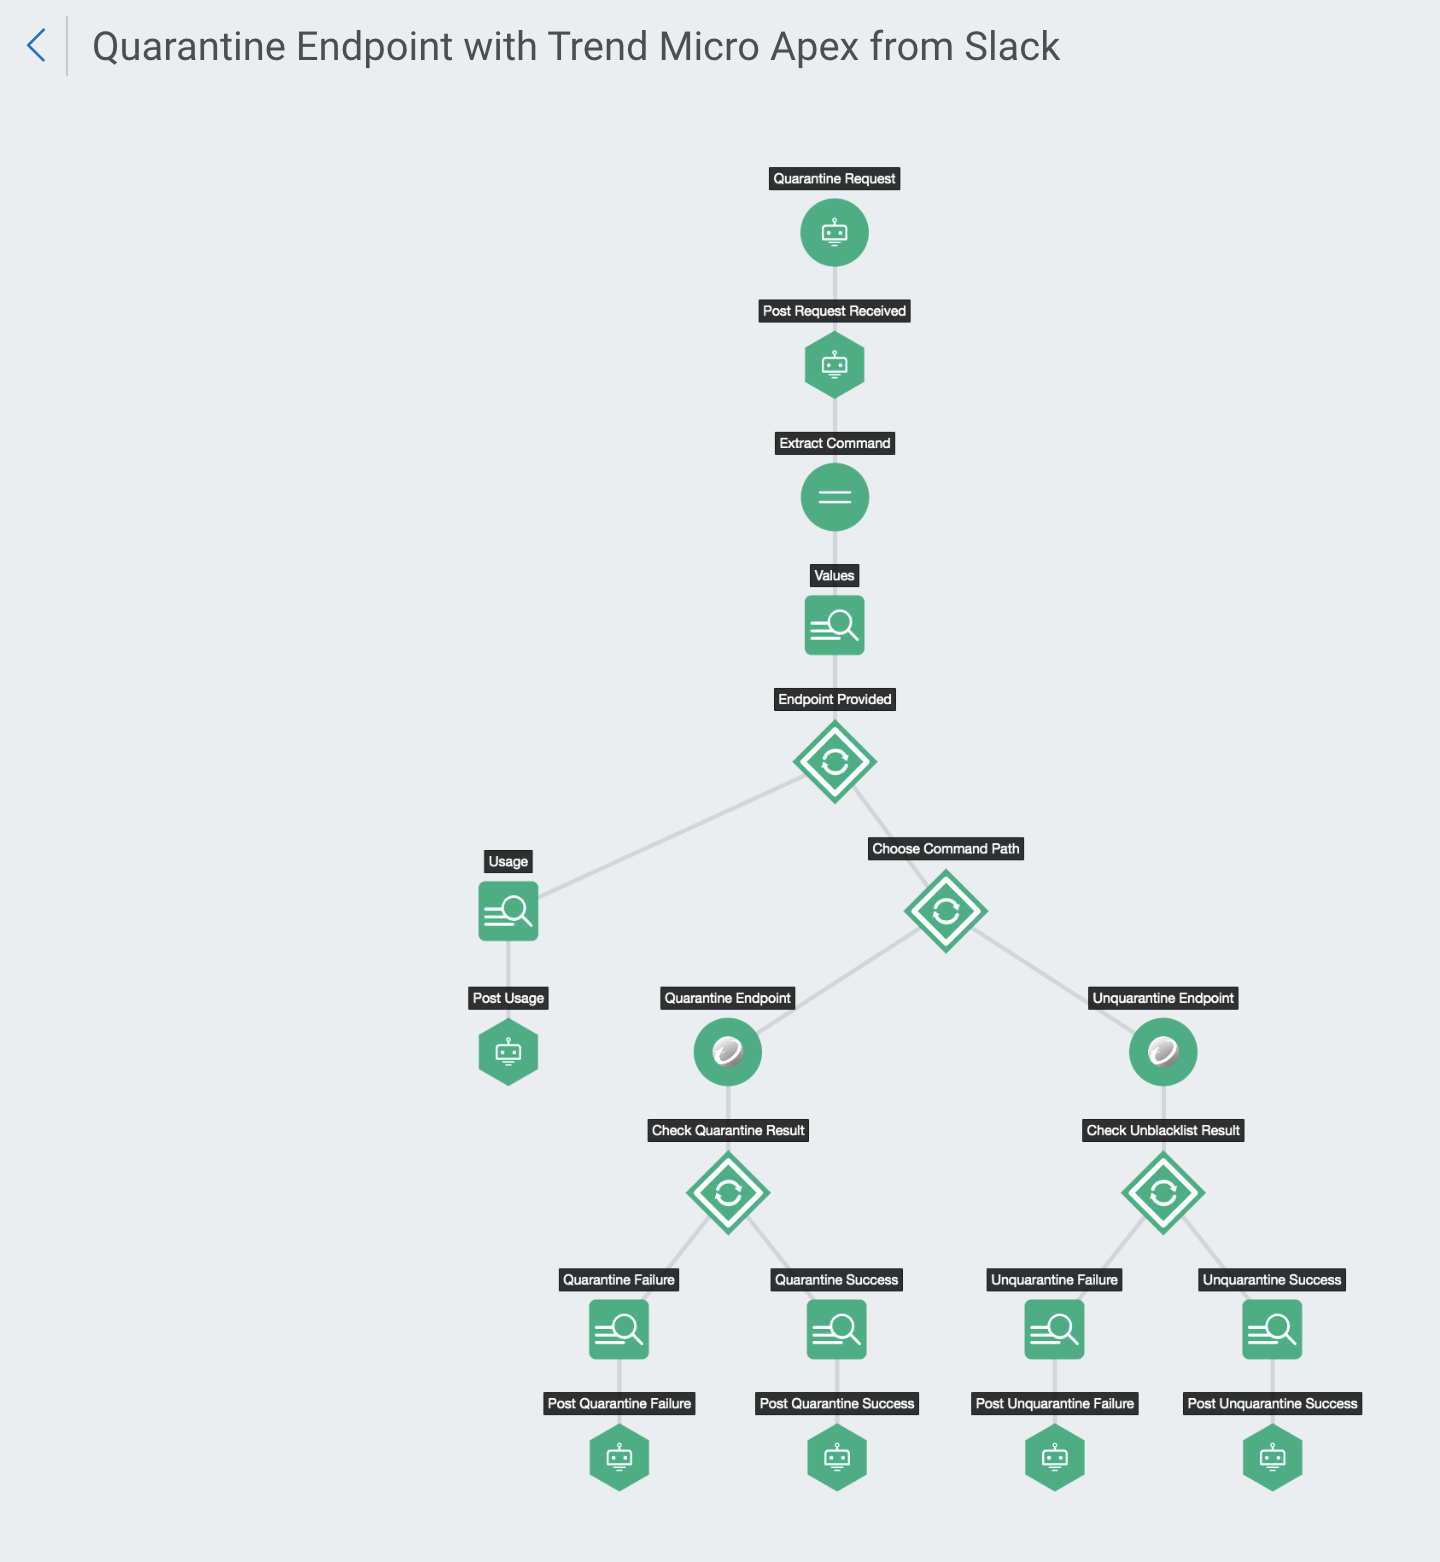 Quarantine Endpoint with Trend Micro Apex from Slack
Quarantine Request
Post Request Received
Extract Command
Values
Endpoint Provided
Choose Command Path
Usage
Post Usage
Quarantine Endpoint
Unquarantine Endpoint
Check Quarantine Result
Check Unblacklist Result
Quarantine Failure
Quarantine Success
Unquarantine Failure
Unquarantine Success
Post Quarantine Failure
Post Quarantine Success
Post Unquarantine Failure
Post Unquarantine Success